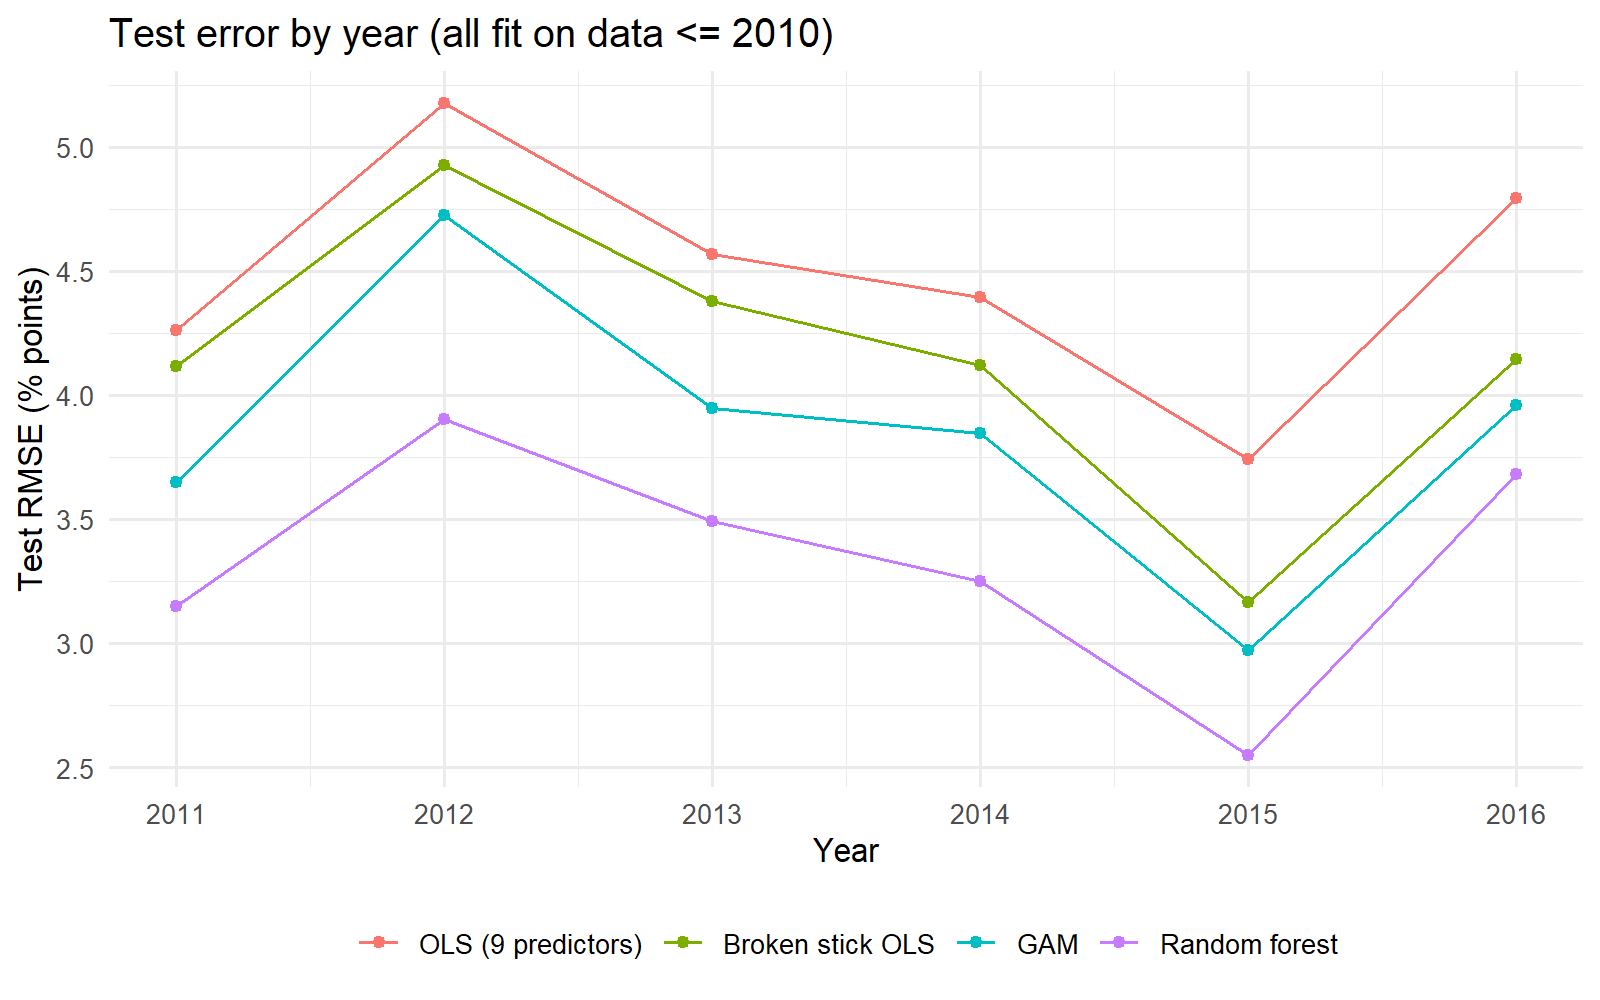 Test error by year (all fit on data <= 2010)
Test RMSE (% points)
5.0
4.5
4.0
3.5
3.0
2.5
2011 2012 2013 2014 2015 2016
Year
OLS (9 predictors) Broken stick OLS GAM Random forest